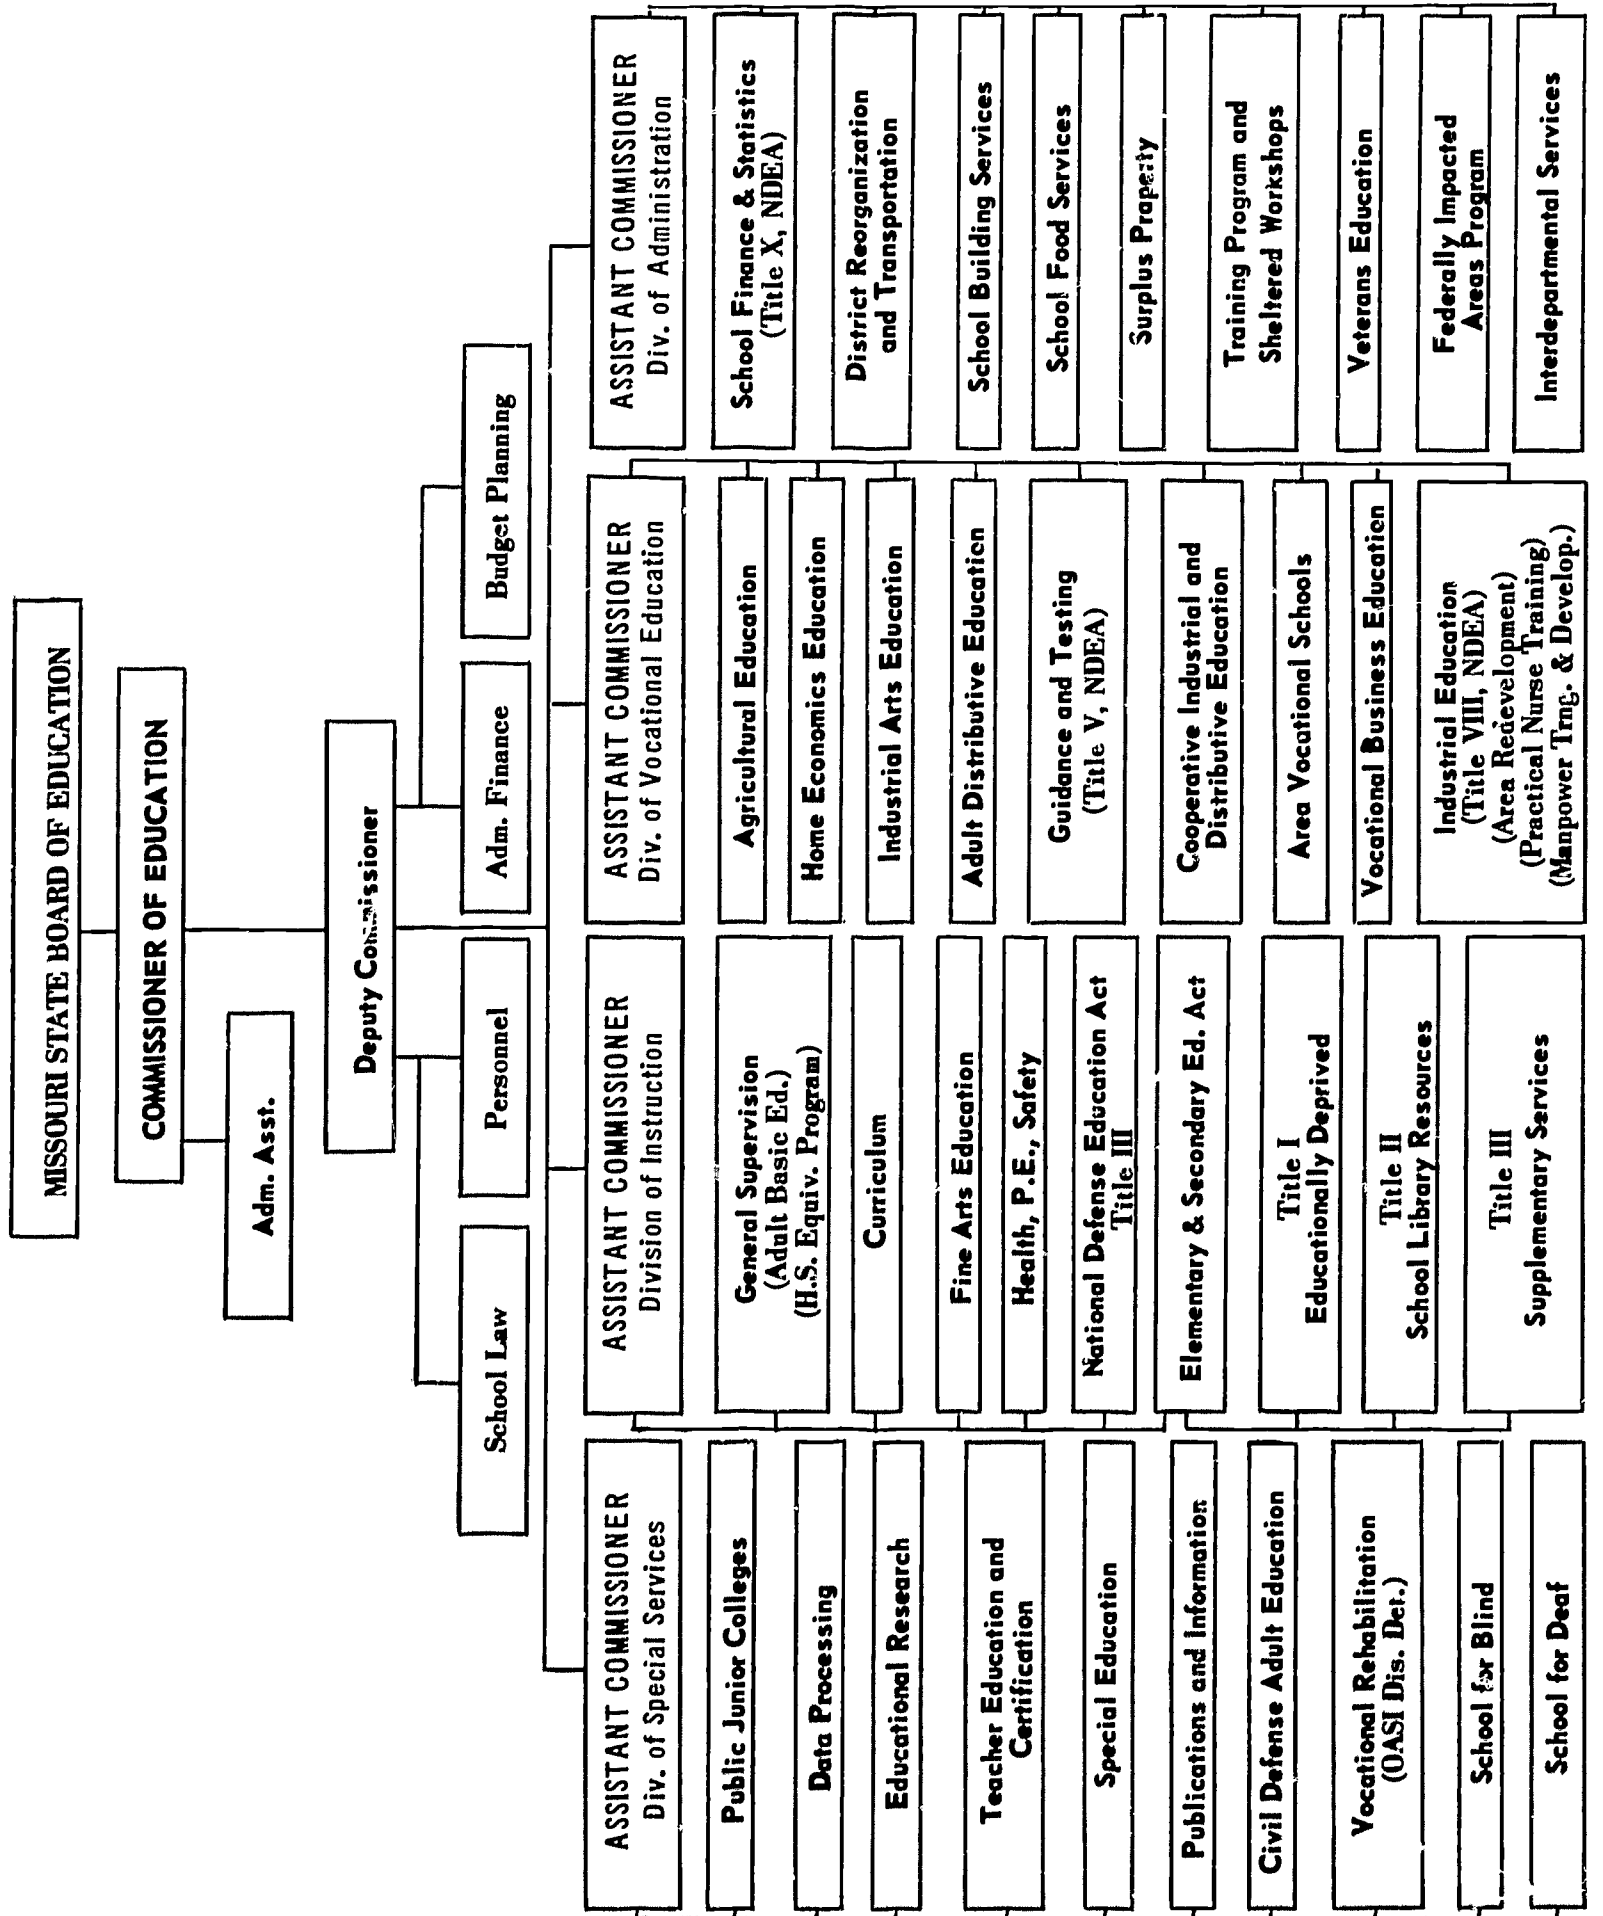 MISSOURI STATE BOARD OF EDUCATION
COMMISSIONER OF EDUCATION
Adm. Asst.
Deputy Commissioner
School Law
Personnel
Adm. Finance
Budget Planning
ASSISTANT COMMISSIONER
Div. of Special Services
Public Junior Colleges
Data Processing
Educational Research
Teacher Education and
Certification
Special Education
Publications and Information
Civil Defense Adult Education
Vocational Rehabilitation
(OASI Dis. Det.)
School for Blind
School for Deaf
ASSISTANT COMMISSIONER
Division of Instruction
General Supervision
(Adult Basic Ed.)
(H.S. Equiv. Program)
Curriculum
Fine Arts Education
Health, P.E., Safety
National Defense Education Act
Title III
Elementary & Secondary Ed. Act
Title I
Educationally Deprived
Title II
School Library Resources
Title III
Supplementary Services
ASSISTANT COMMISSIONER
Div. of Vocational Education
Agricultural Education
Home Economics Education
Industrial Arts Education
Adult Distributive Education
Guidance and Testing
(Title V, NDEA)
Cooperative Industrial and
Distributive Education
Area Vocational Schools
Vocational Business Education
Industrial Education
(Title VIII, NDEA)
(Area Redevelopment)
(Practical Nurse Training)
(Manpower Trng. & Develop.)
ASSISTANT COMMISSIONER
Div. of Administration
School Finance & Statistics
(Title X, NDEA)
District Reorganization
and Transportation
School Building Services
School Food Services
Surplus Property
Training Program and
Sheltered Workshops
Veterans Education
Federally Impacted
Areas Program
Interdepartmental Services